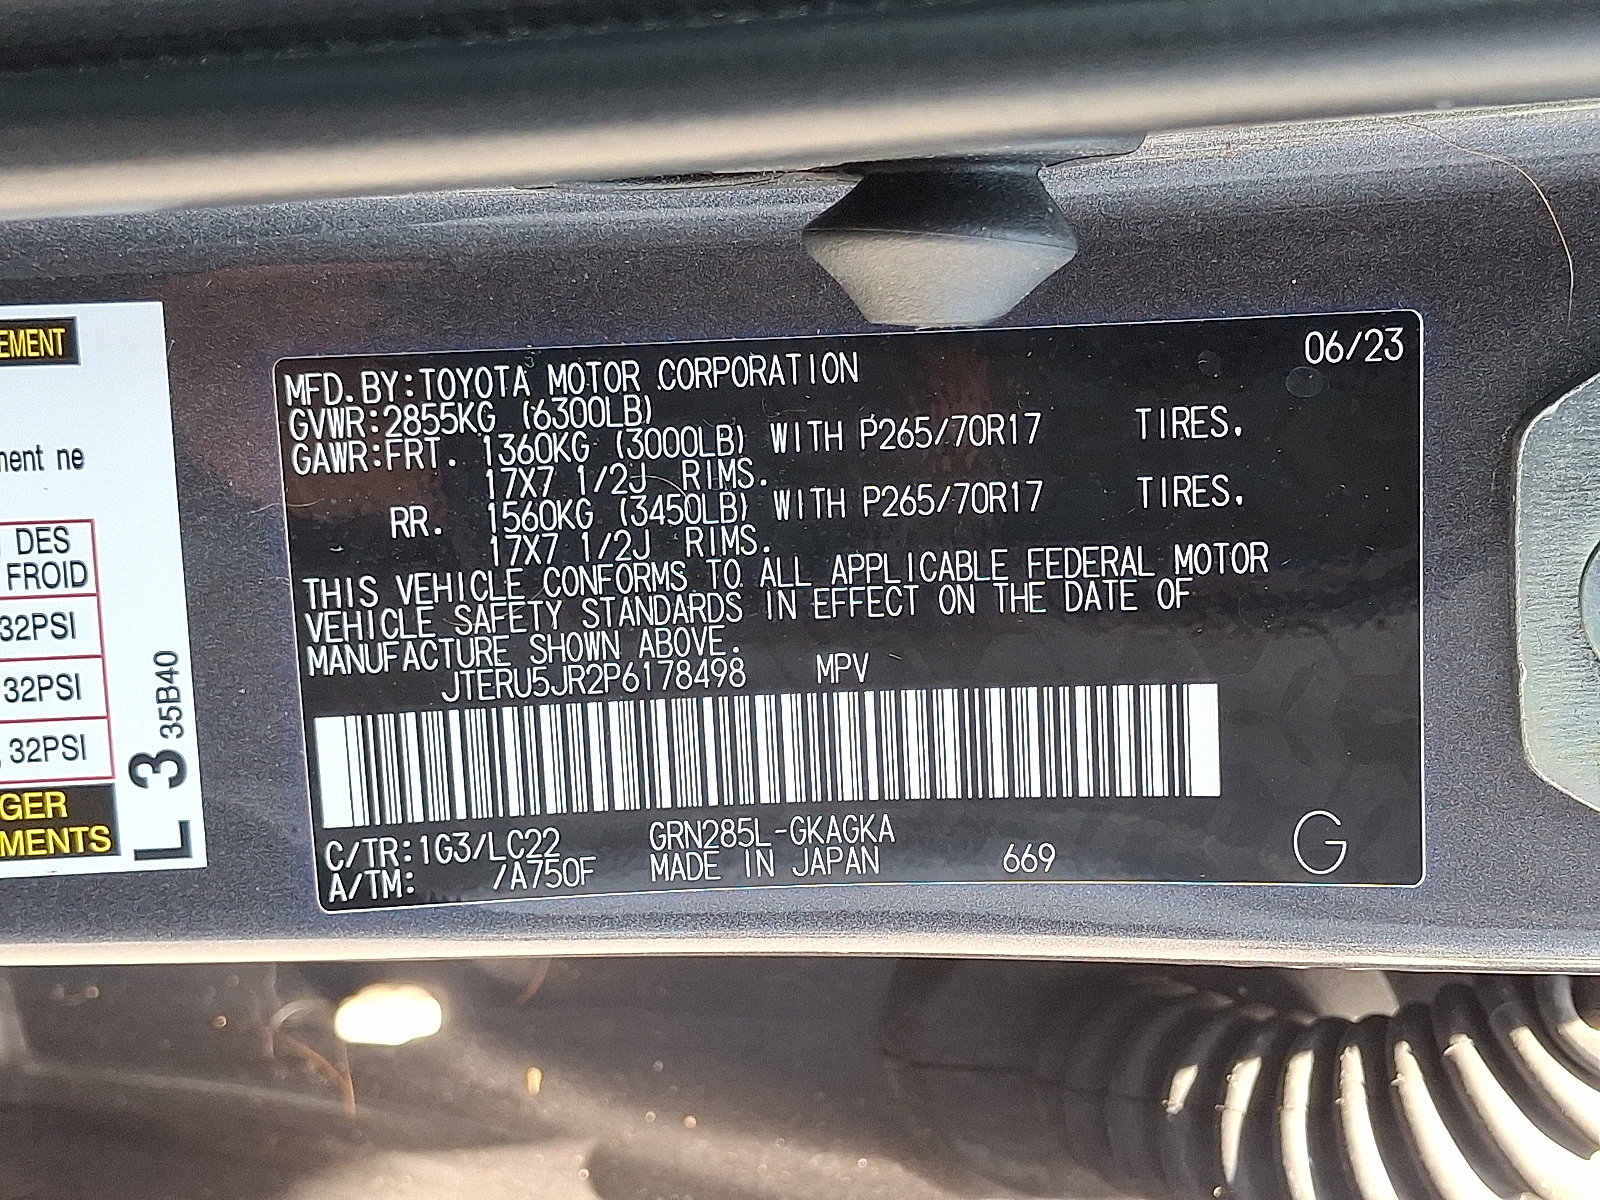 EMENT
ment ne
DES
FROID
32PSI
32PSI
32PSI
GER
MENTS
L 3 35B40
06/23
MFD. BY:TOYOTA MOTOR CORPORATION
GVWR:2855KG (6300LB)
GAWR:FRT. 1360KG (3000LB) WITH P265/70R17 TIRES.
17X7 1/2J RIMS.
RR. 1560KG (3450LB) WITH P265/70R17 TIRES.
17X7 1/2J RIMS.
THIS VEHICLE CONFORMS TO ALL APPLICABLE FEDERAL MOTOR
VEHICLE SAFETY STANDARDS IN EFFECT ON THE DATE OF
MANUFACTURE SHOWN ABOVE.
JTERU5JR2P6178498 MPV
C/TR:1G3/LC22 GRN285L-GKAGKA
A/TM: /A750F MADE IN JAPAN 669 G